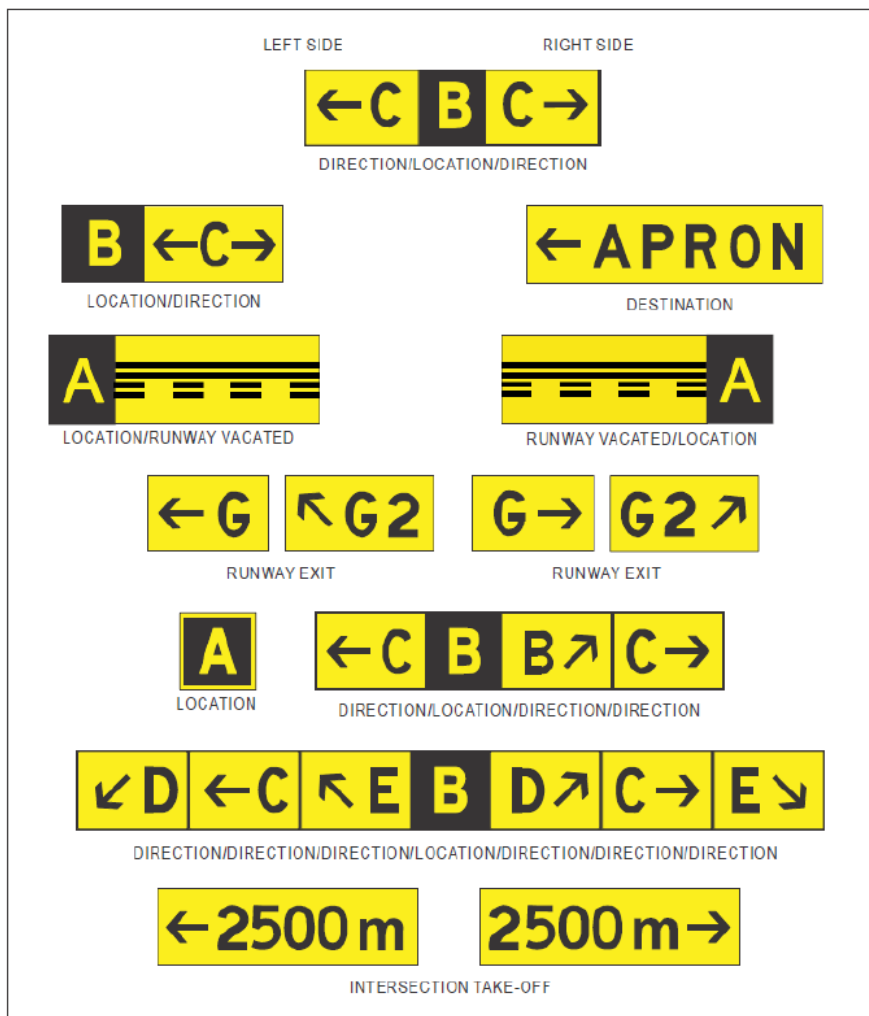 LEFT SIDE RIGHT SIDE
←C B C→
DIRECTION/LOCATION/DIRECTION
B ←C→ ←APRON
LOCATION/DIRECTION DESTINATION
A A
LOCATION/RUNWAY VACATED RUNWAY VACATED/LOCATION
←G ↖G2 G→ G2↗
RUNWAY EXIT RUNWAY EXIT
A ←C B B↗ C→
LOCATION DIRECTION/LOCATION/DIRECTION/DIRECTION
↙D ←C ↖E B D↗ C→ E↘
DIRECTION/DIRECTION/DIRECTION/LOCATION/DIRECTION/DIRECTION/DIRECTION
←2500 m 2500 m→
INTERSECTION TAKE-OFF